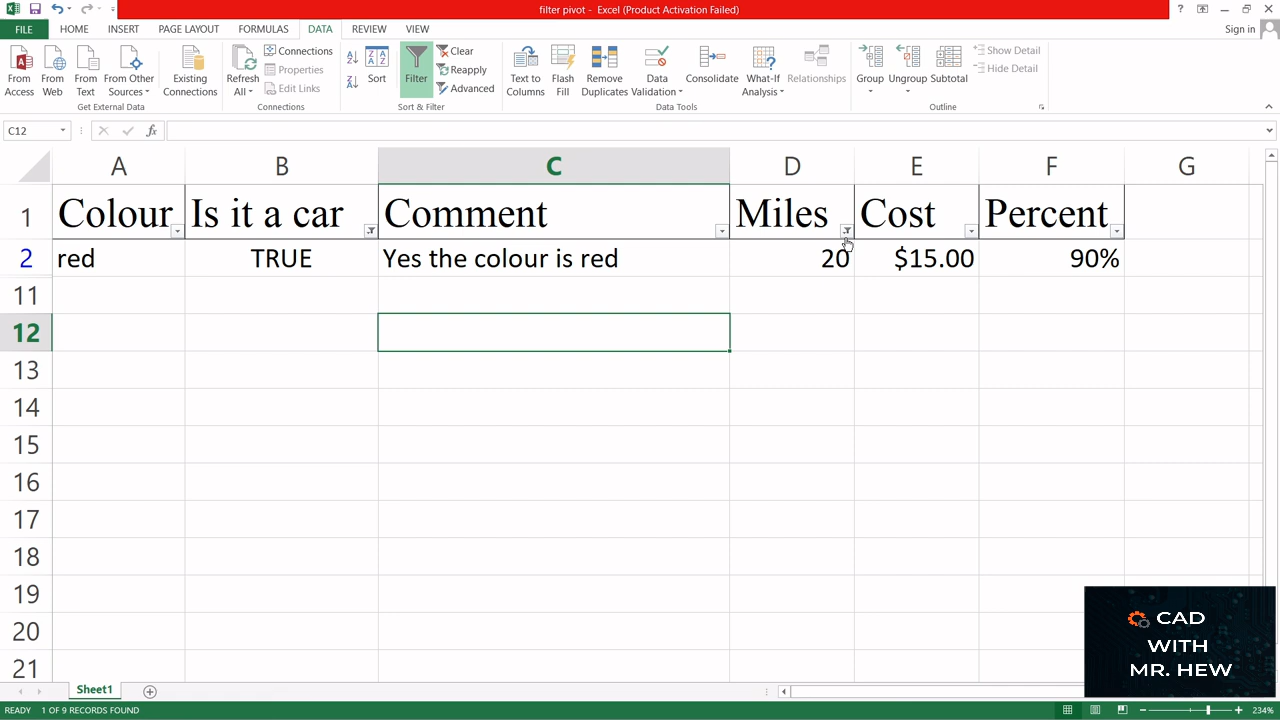 filter pivot - Excel (Product Activation Failed)
FILE HOME INSERT PAGE LAYOUT FORMULAS DATA REVIEW VIEW Sign in
From Access
From Web
From Text
From Other Sources
Existing Connections
Refresh All
Connections
Properties
Edit Links
Sort
Filter
Clear
Reapply
Advanced
Text to Columns
Flash Fill
Remove Duplicates
Data Validation
Consolidate
What-If Analysis
Relationships
Group
Ungroup
Subtotal
Show Detail
Hide Detail
Get External Data
Connections
Sort & Filter
Data Tools
Outline
C12 fx
A B C D E F G
1 Colour Is it a car Comment Miles Cost Percent
2 red TRUE Yes the colour is red 20 $15.00 90%
11
12
13
14
15
16
17
18
19
20
21
CAD
WITH
MR. HEW
Sheet1
READY 1 OF 9 RECORDS FOUND 234%